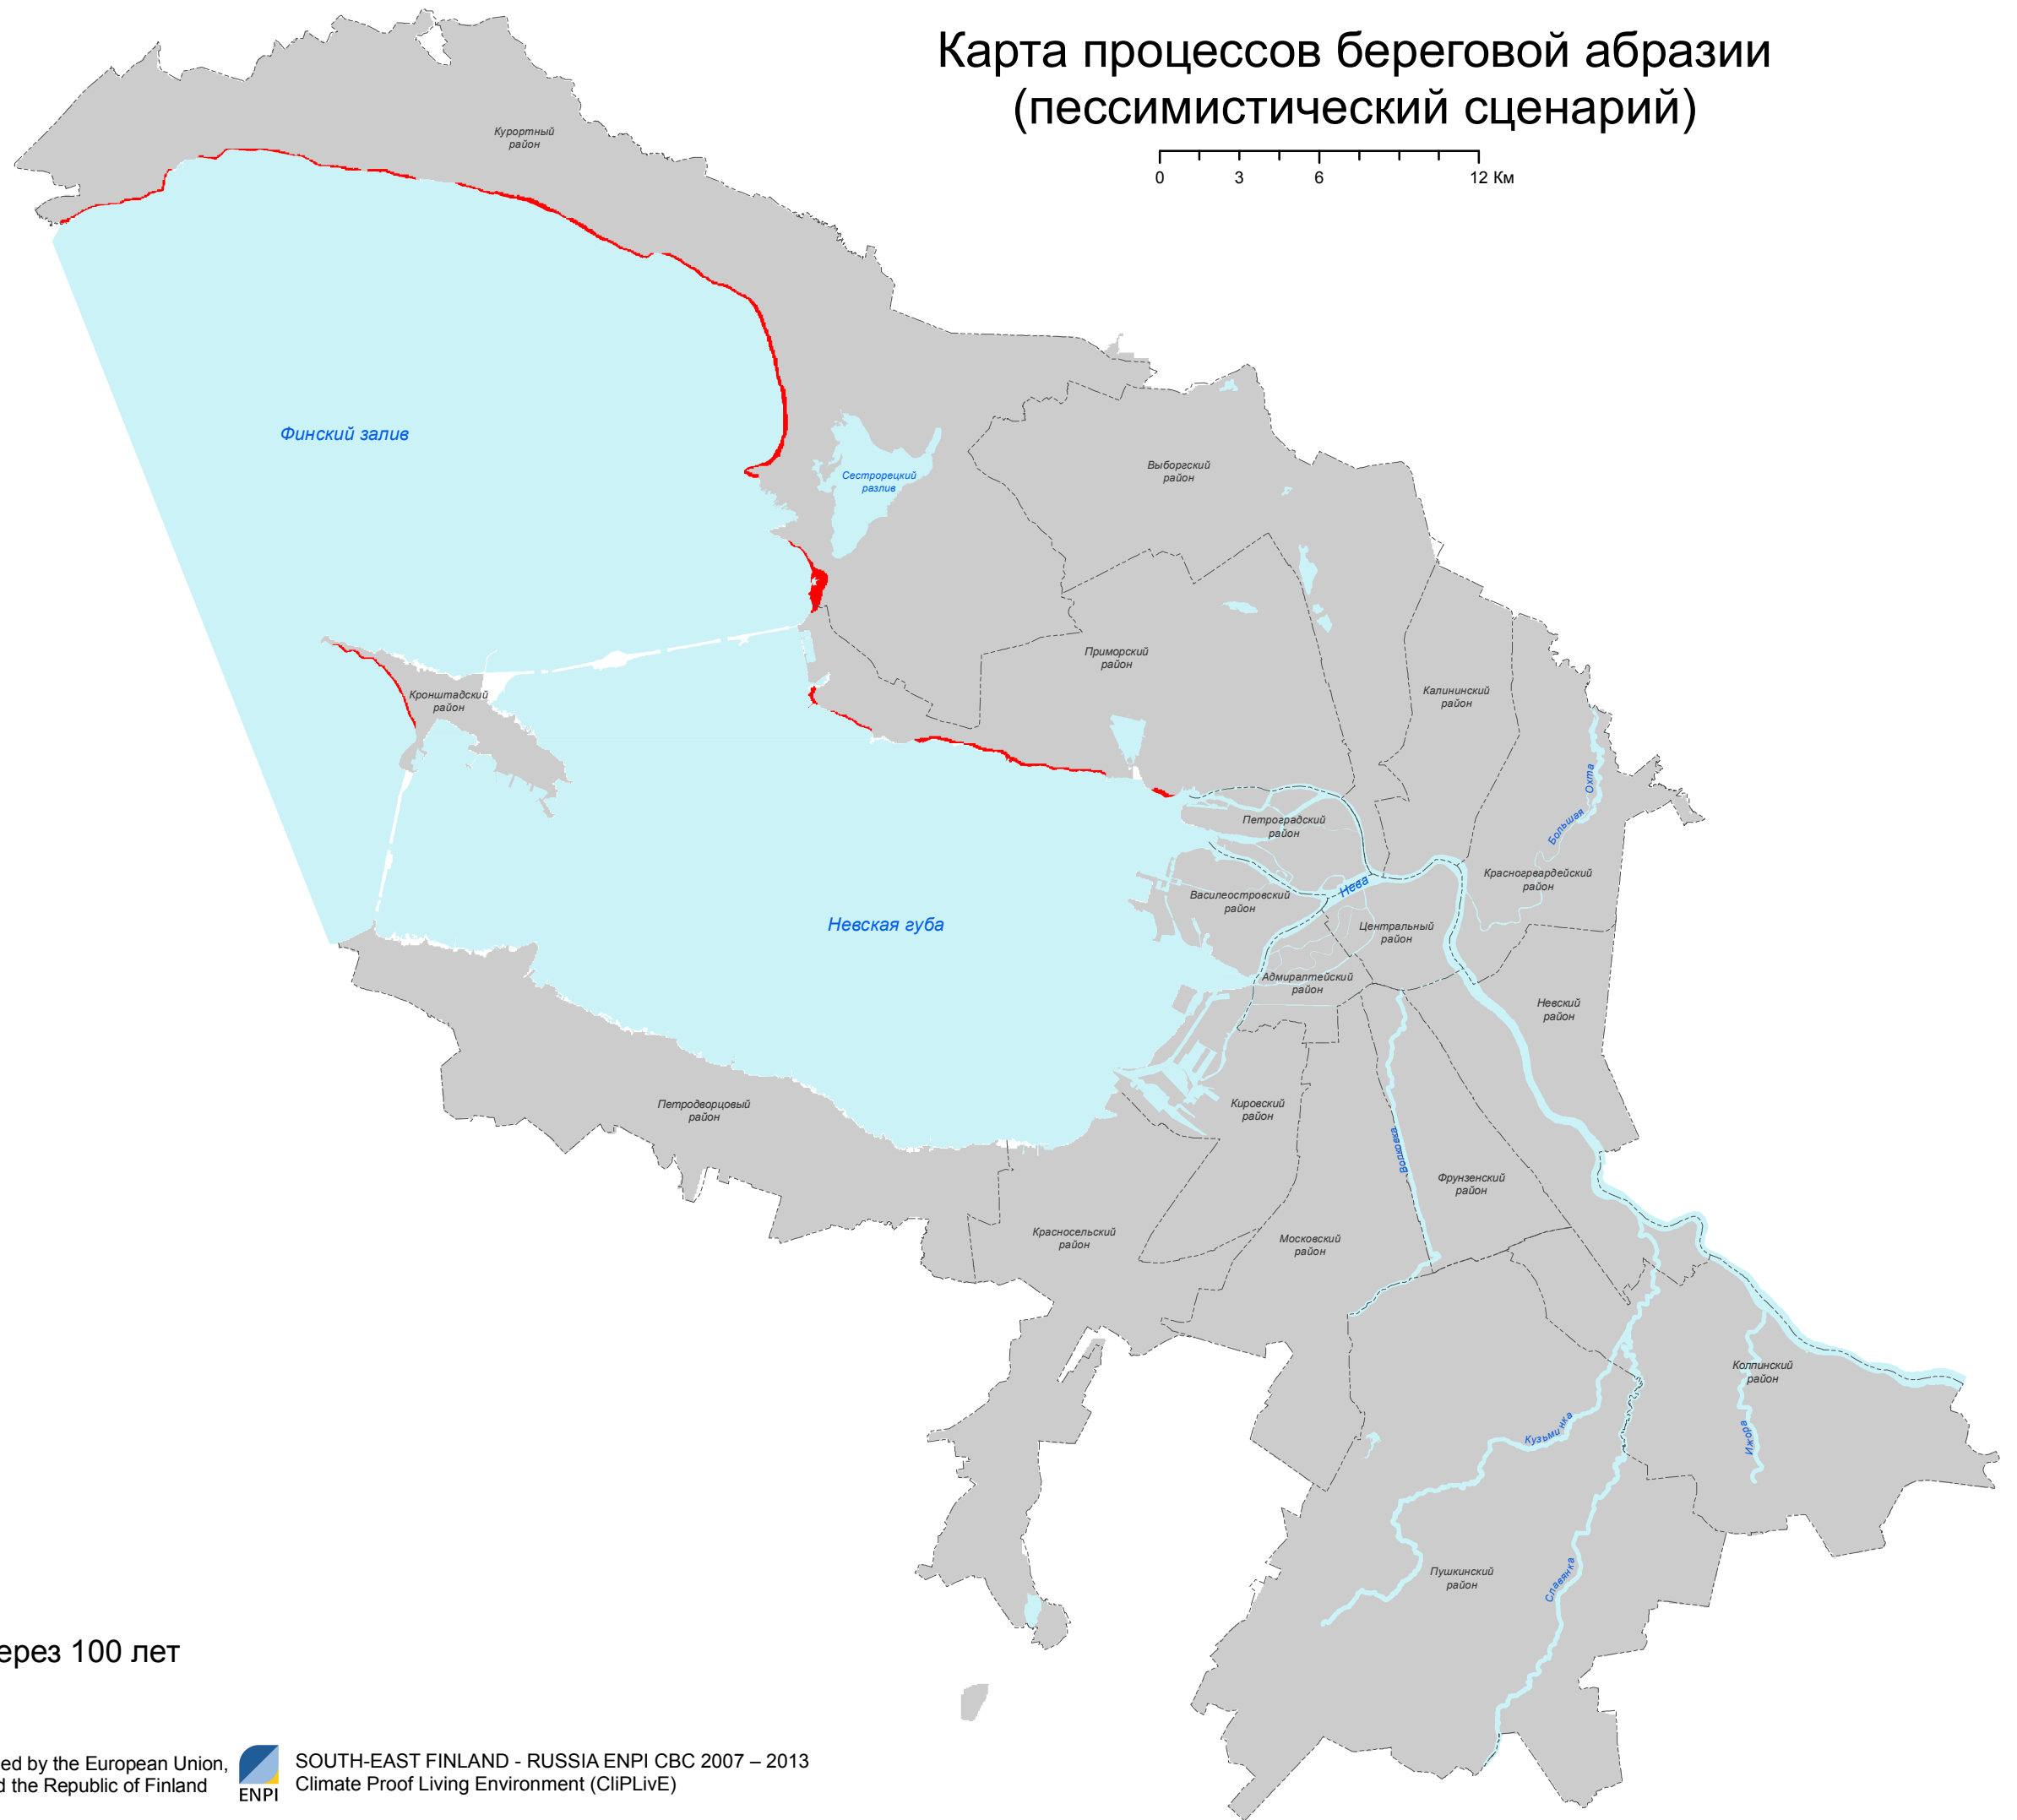 Карта процессов береговой абразии
(пессимистический сценарий)
0 3 6 12 Км
Курортный
район
Финский залив
Сестрорецкий
разлив
Выборгский
район
Приморский
район
Кронштадский
район
Калининский
район
Большая Охта
Петроградский
район
Красногрвардейский
район
Нева
Василеостровский
район
Невская губа
Центральный
район
Адмиралтейский
район
Невский
район
Петродворцовый
район
Кировский
район
Волковка
Фрунзенский
район
Красносельский
район
Московский
район
Колпинский
район
Кузьминка
Ижора
Славянка
Пушкинский
район
ерез 100 лет
ed by the European Union,
d the Republic of Finland
ENPI
SOUTH-EAST FINLAND - RUSSIA ENPI CBC 2007 – 2013
Climate Proof Living Environment (CliPLivE)